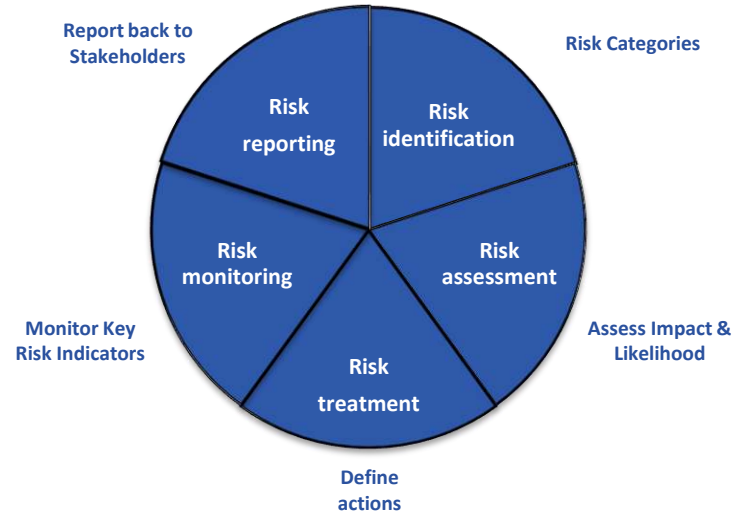 Report back to
Stakeholders
Risk Categories
Risk
reporting
Risk
identification
Risk
monitoring
Risk
assessment
Monitor Key
Risk Indicators
Assess Impact &
Likelihood
Risk
treatment
Define
actions